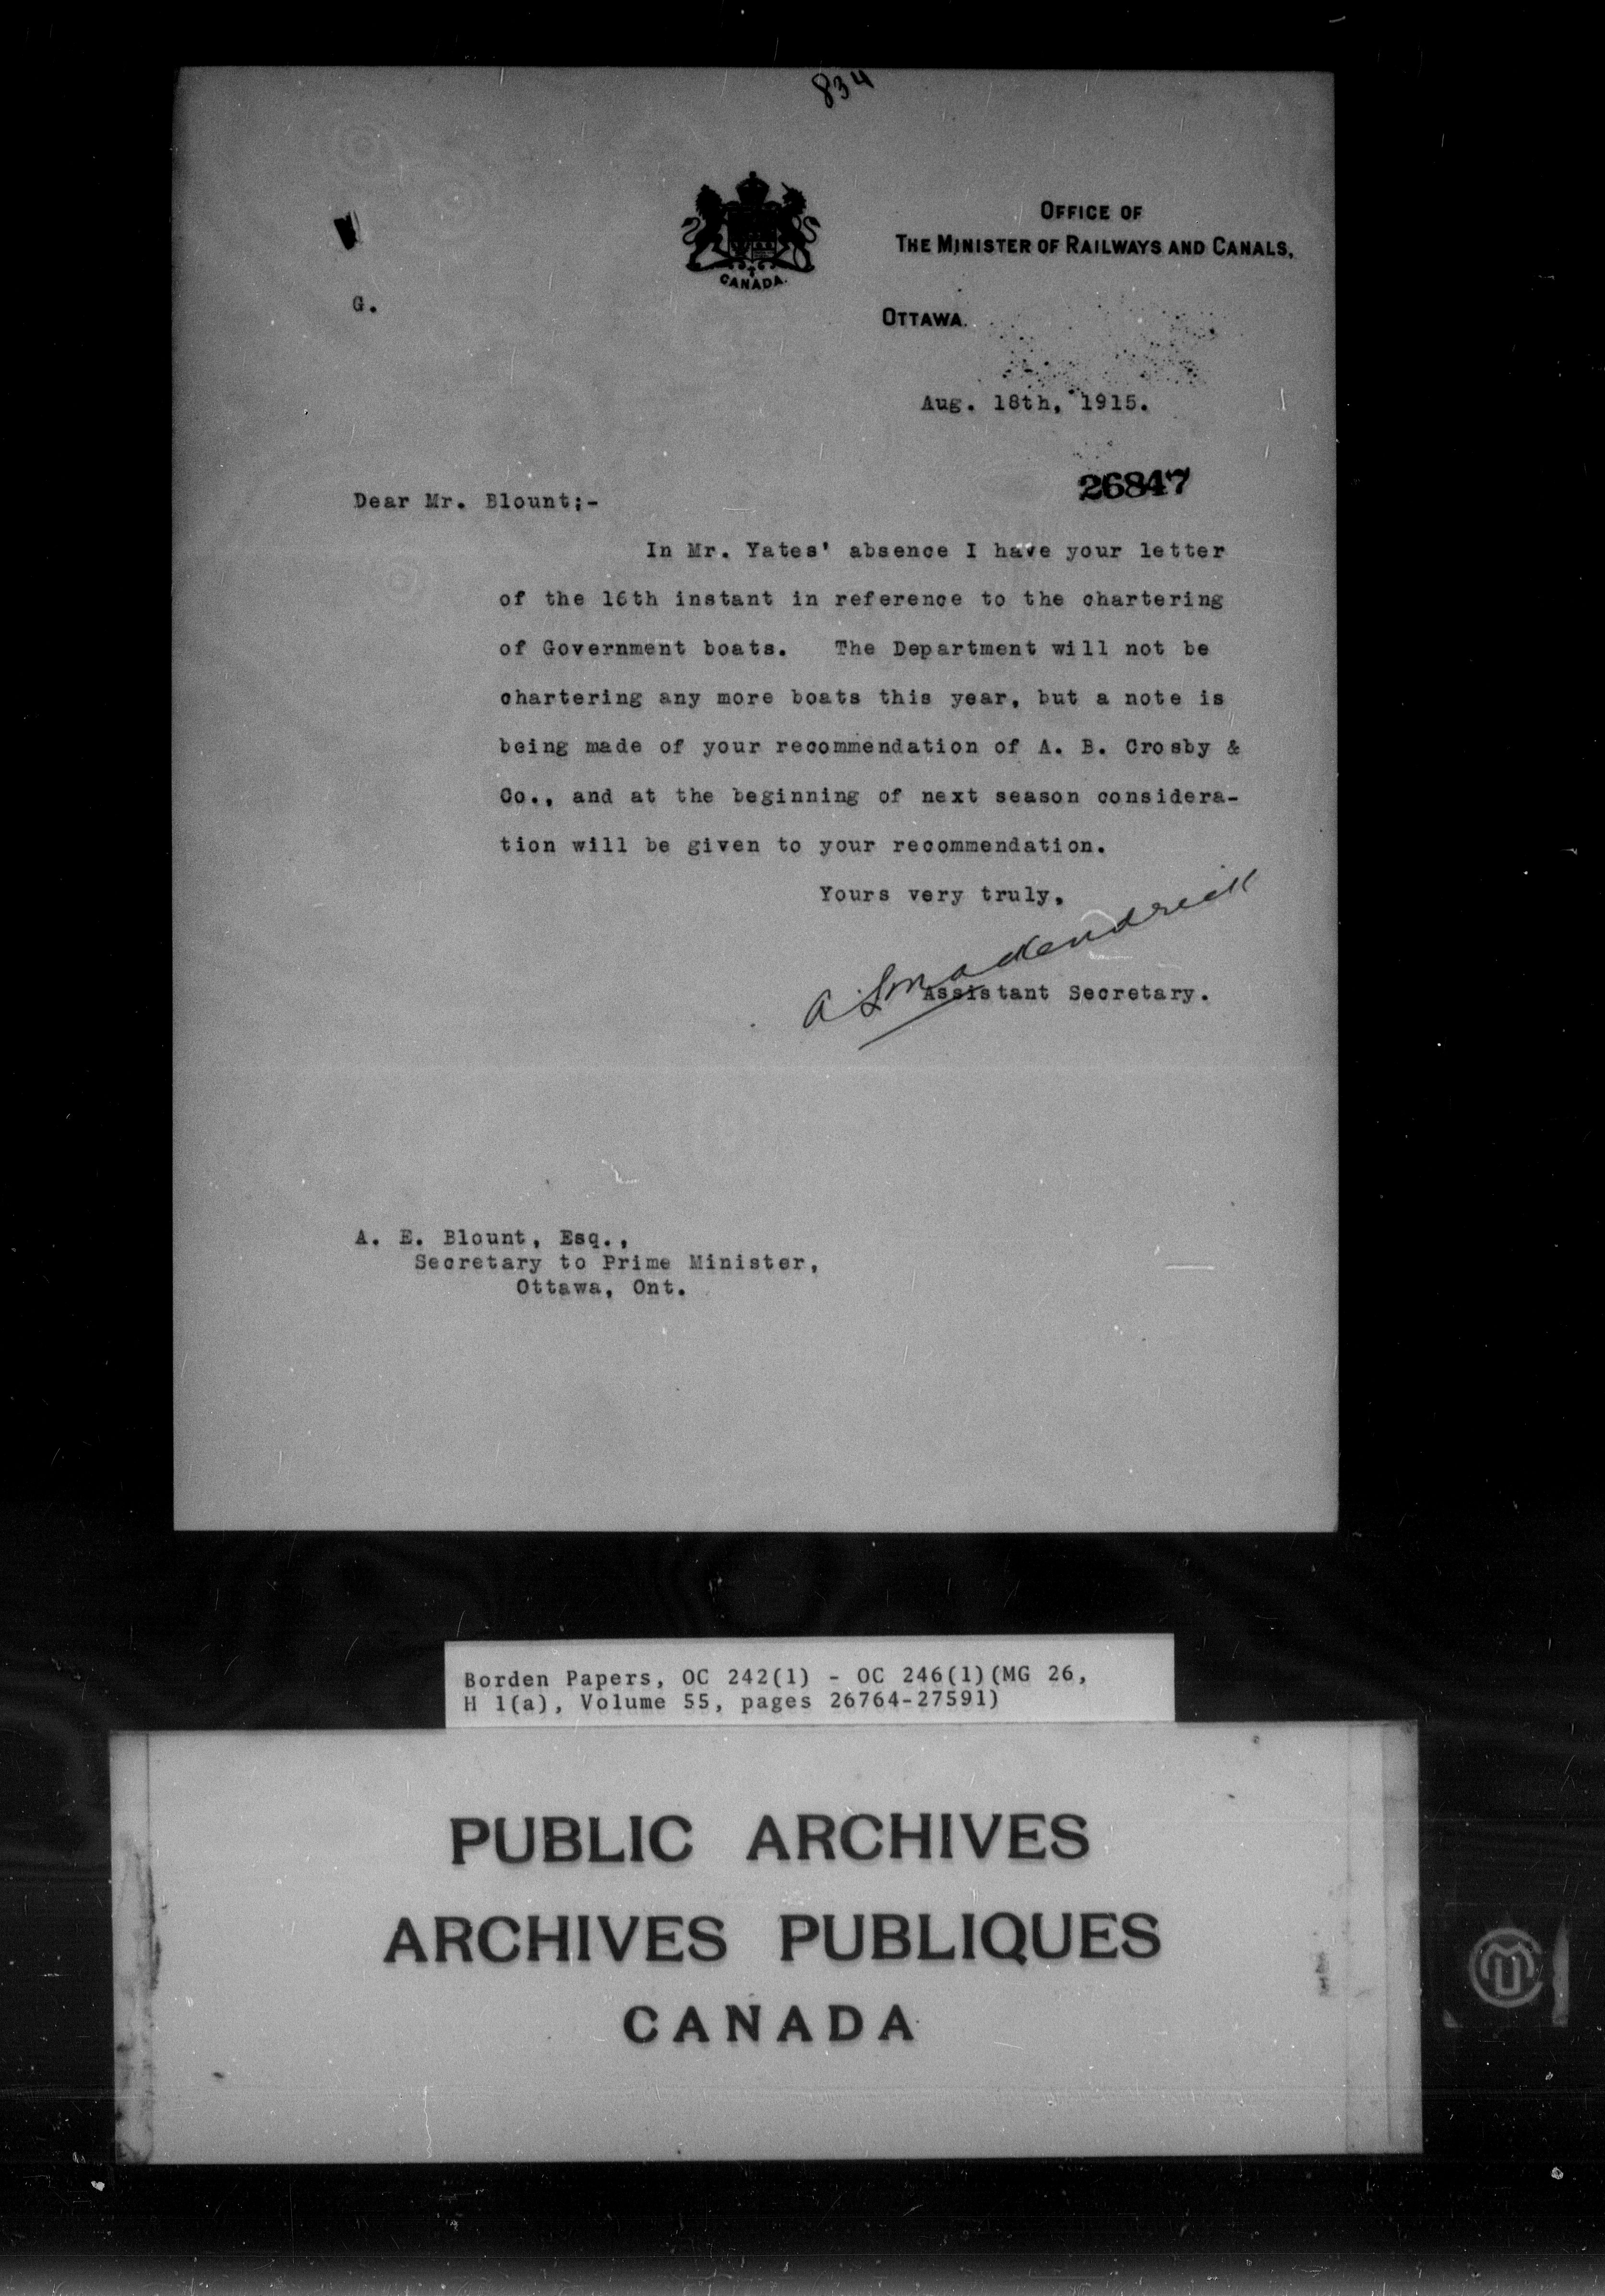 834
CANADA.
OFFICE OF
THE MINISTER OF RAILWAYS AND CANALS,
G.
OTTAWA.
Aug. 18th, 1915.
26847
Dear Mr. Blount;-
In Mr. Yates' absence I have your letter
of the 16th instant in reference to the chartering
of Government boats. The Department will not be
chartering any more boats this year, but a note is
being made of your recommendation of A. B. Crosby &
Co., and at the beginning of next season considera-
tion will be given to your recommendation.
Yours very truly,
Assistant Secretary.
A. E. Blount, Esq.,
Secretary to Prime Minister,
Ottawa, Ont.
Borden Papers, OC 242(1) - OC 246(1)(MG 26,
H 1(a), Volume 55, pages 26764-27591)
PUBLIC ARCHIVES
ARCHIVES PUBLIQUES
CANADA